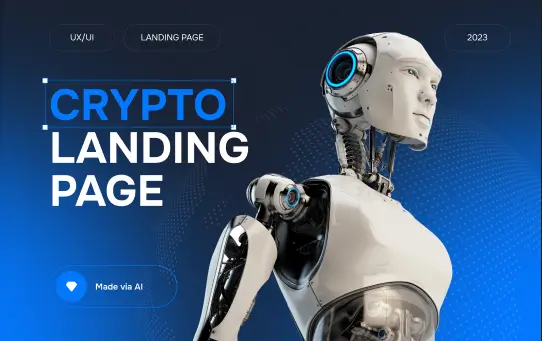 UX/UI
LANDING PAGE
2023
CRYPTO
LANDING
PAGE
Made via AI